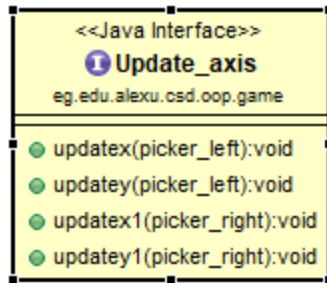 <<Java Interface>>
I Update_axis
eg.edu.alexu.csd.oop.game
updatex(picker_left):void
updatey(picker_left):void
updatex1(picker_right):void
updatey1(picker_right):void